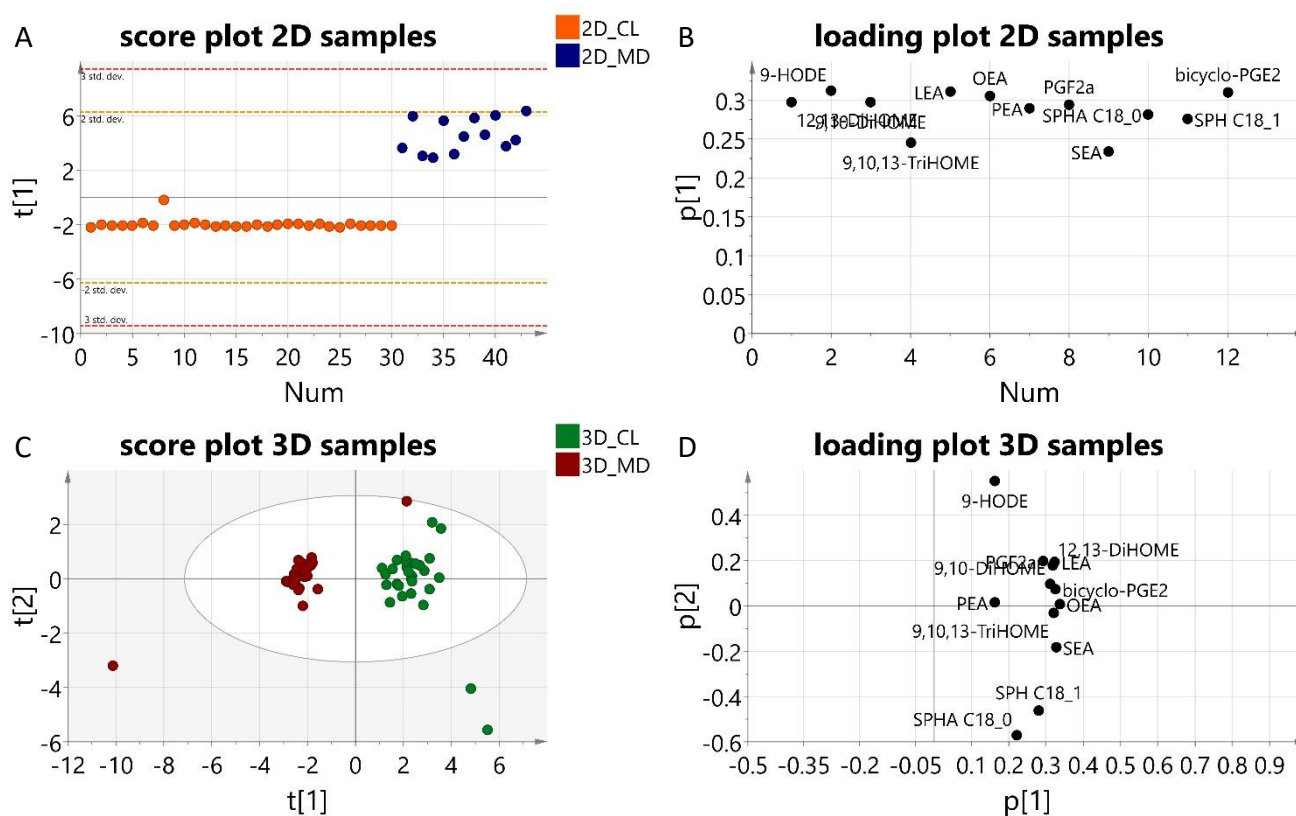 A
score plot 2D samples
2D_CL
2D_MD
3 std. dev.
2 std. dev.
-2 std. dev.
3 std. dev.
6
2
-2
-6
-10
t[1]
0 5 10 15 20 25 30 35 40
Num
B
loading plot 2D samples
9-HODE
12,13-DiHOME
9,10-DiHOME
9,10,13-TriHOME
LEA
OEA
PEA
PGF2a
SPHA C18_0
SEA
bicyclo-PGE2
SPH C18_1
0.3
0.25
0.2
0.15
0.1
0.05
0
p[1]
0 2 4 6 8 10 12
Num
C
score plot 3D samples
3D_CL
3D_MD
2
0
-2
-4
-6
t[2]
-12 -10 -8 -6 -4 -2 0 2 4 6
t[1]
D
loading plot 3D samples
9-HODE
12,13-DiHOME
PGF2a
LEA
9,10-DiHOME
bicyclo-PGE2
PEA
OEA
9,10,13-TriHOME
SEA
SPH C18_1
SPHA C18_0
0.4
0.2
0
-0.2
-0.4
-0.6
p[2]
-0.5 -0.35 -0.2 -0.05 0.1 0.2 0.3 0.4 0.5 0.6 0.7 0.8 0.9
p[1]